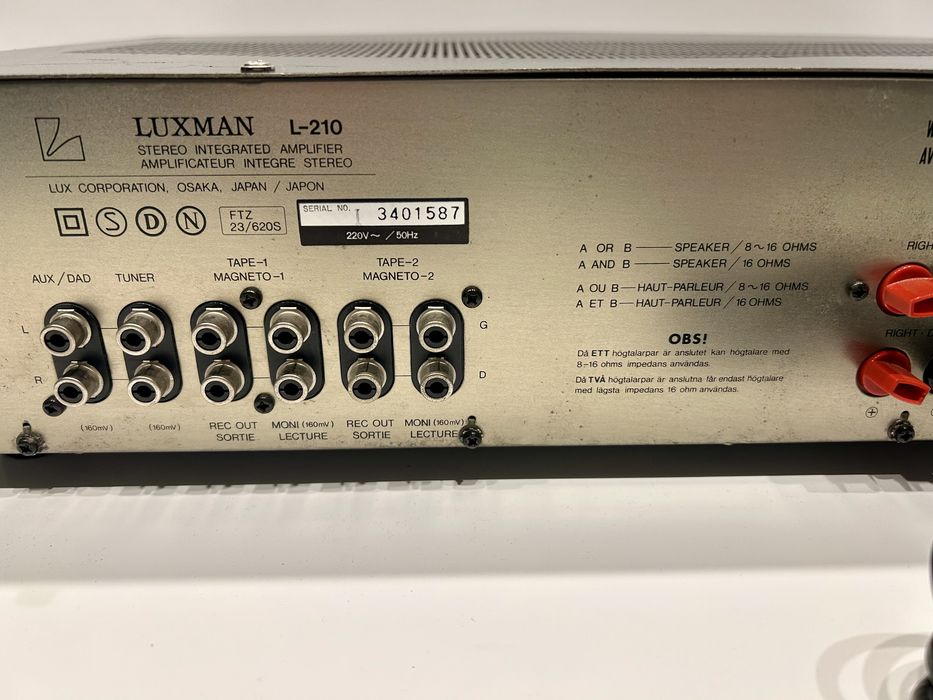 LUXMAN L-210
STEREO INTEGRATED AMPLIFIER
AMPLIFICATEUR INTEGRE STEREO
LUX CORPORATION, OSAKA, JAPAN / JAPON
S D N
FTZ
23/620S
SERIAL NO. 3401587
220V～ / 50Hz
AUX / DAD
TUNER
TAPE-1
MAGNETO-1
TAPE-2
MAGNETO-2
L
G
R
D
(160mV)
(160mV)
REC OUT
SORTIE
MONI (160mV)
LECTURE
REC OUT
SORTIE
MONI (160mV)
LECTURE
A OR B — SPEAKER / 8～16 OHMS
A AND B — SPEAKER / 16 OHMS
A OU B — HAUT-PARLEUR / 8～16 OHMS
A ET B — HAUT-PARLEUR / 16 OHMS
OBS!
Då ETT högtalarpar är anslutet kan högtalare med
8–16 ohms impedans användas.
Då TVÅ högtalarpar är anslutna får endast högtalare
med lägsta impedans 16 ohm användas.
W
AV
RIGH
RIGHT · D
+